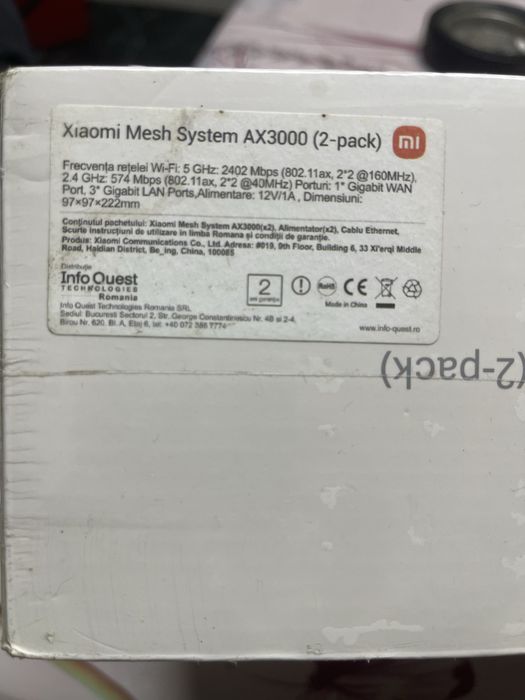 Xiaomi Mesh System AX3000 (2-pack)
mi
Frecvența rețelei Wi-Fi: 5 GHz: 2402 Mbps (802.11ax, 2*2 @160MHz),
2.4 GHz: 574 Mbps (802.11ax, 2*2 @40MHz) Porturi: 1* Gigabit WAN
Port, 3* Gigabit LAN Ports,Alimentare: 12V/1A , Dimensiuni:
97×97×222mm
Conținutul pachetului: Xiaomi Mesh System AX3000(x2), Alimentator(x2), Cablu Ethernet,
Scurte instrucțiuni de utilizare in limba Romana și condiții de garanție.
Produs: Xiaomi Communications Co., Ltd. Adresa: #019, 9th Floor, Building 6, 33 Xi'erqi Middle
Road, Haidian District, Be_ing, China, 100085
Distribuție
Info Quest
TECHNOLOGIES
Romania
2
ani garanție
RoHS
CE
Made in China
Info Quest Technologies Romania SRL
Sediul: Bucuresti Sectorul 2, Str. George Constantinescu Nr. 4B si 2-4,
Birou Nr. 620, Bl. A, Etaj 6, tel: +40 072 386 7774
www.info-quest.ro
(2-pack)